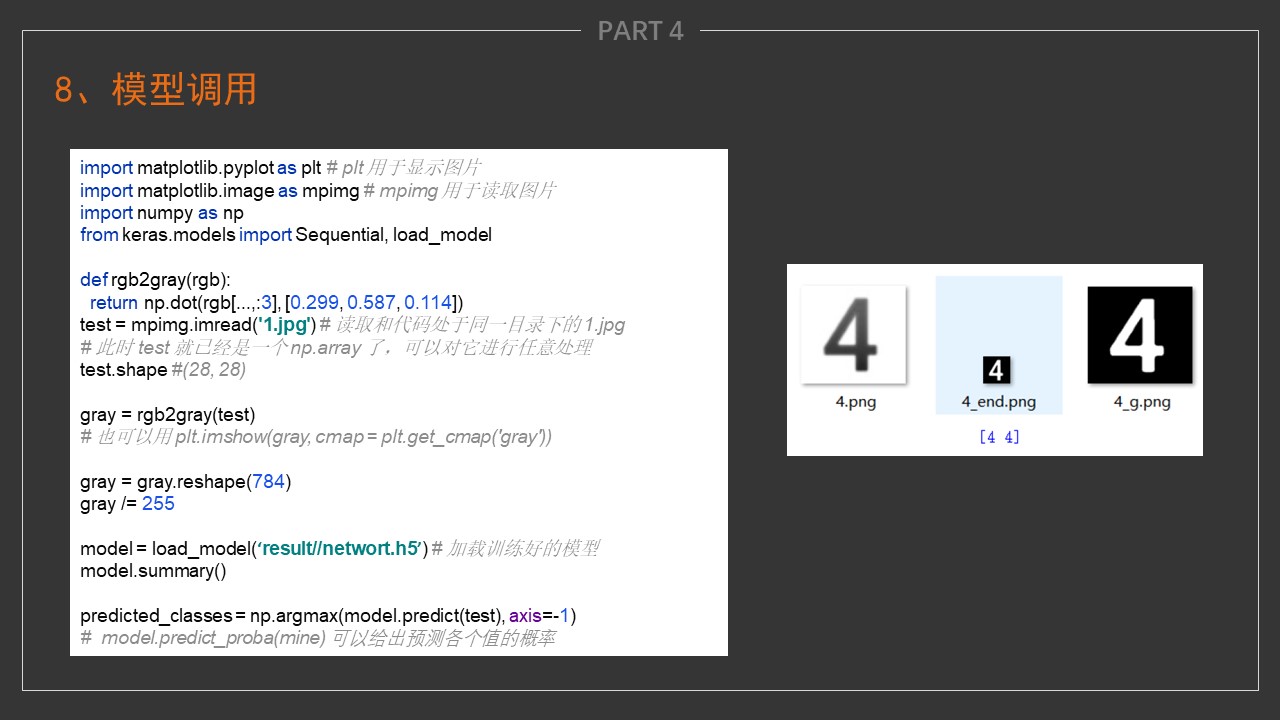 PART 4
8、模型调用
import matplotlib.pyplot as plt # plt 用于显示图片
import matplotlib.image as mpimg # mpimg 用于读取图片
import numpy as np
from keras.models import Sequential, load_model
def rgb2gray(rgb):
return np.dot(rgb[...,:3], [0.299, 0.587, 0.114])
test = mpimg.imread('1.jpg') # 读取和代码处于同一目录下的1.jpg
# 此时 test 就已经是一个 np.array 了，可以对它进行任意处理
test.shape #(28, 28)
gray = rgb2gray(test)
# 也可以用 plt.imshow(gray, cmap = plt.get_cmap('gray'))
gray = gray.reshape(784)
gray /= 255
model = load_model(‘result//networt.h5’) # 加载训练好的模型
model.summary()
predicted_classes = np.argmax(model.predict(test), axis=-1)
# model.predict_proba(mine) 可以给出预测各个值的概率
4 4 4
4.png 4_end.png 4_g.png
[4 4]